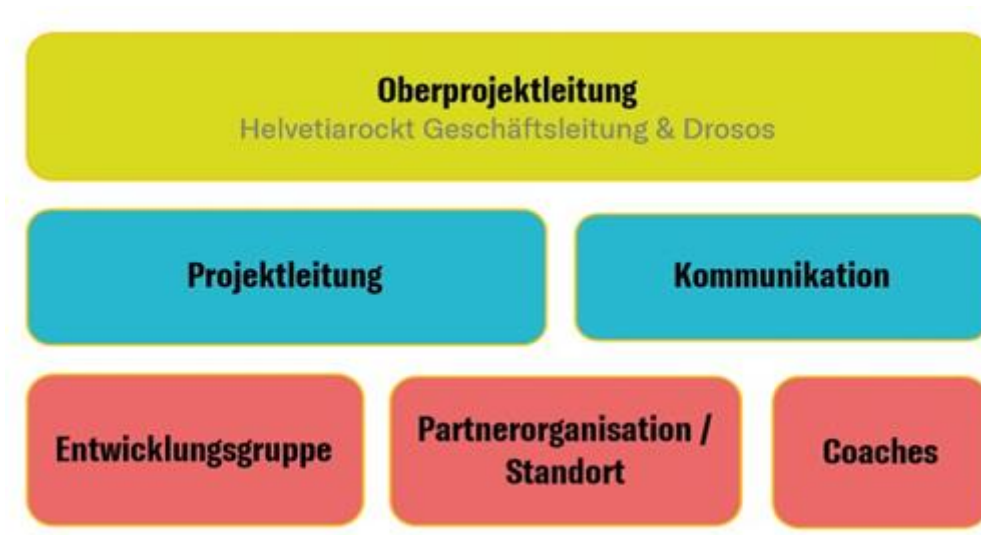 Oberprojektleitung
Helvetiarockt Geschäftsleitung & Drosos
Projektleitung
Kommunikation
Entwicklungsgruppe
Partnerorganisation /
Standort
Coaches